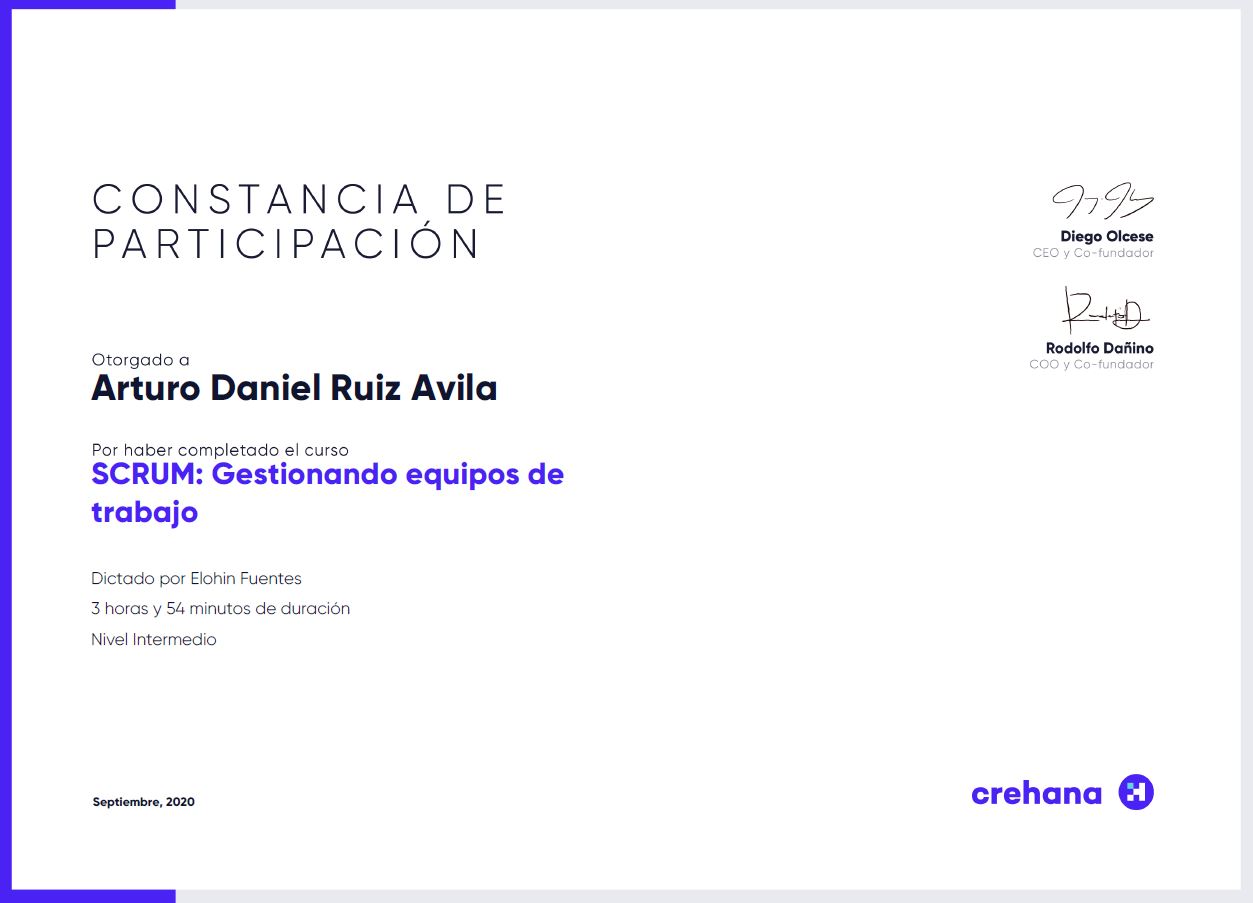 CONSTANCIA DE
PARTICIPACIÓN
Otorgado a
Arturo Daniel Ruiz Avila
Por haber completado el curso
SCRUM: Gestionando equipos de
trabajo
Dictado por Elohin Fuentes
3 horas y 54 minutos de duración
Nivel Intermedio
Septiembre, 2020
Diego Olcese
CEO y Co-fundador
Rodolfo Dañino
COO y Co-fundador
crehana